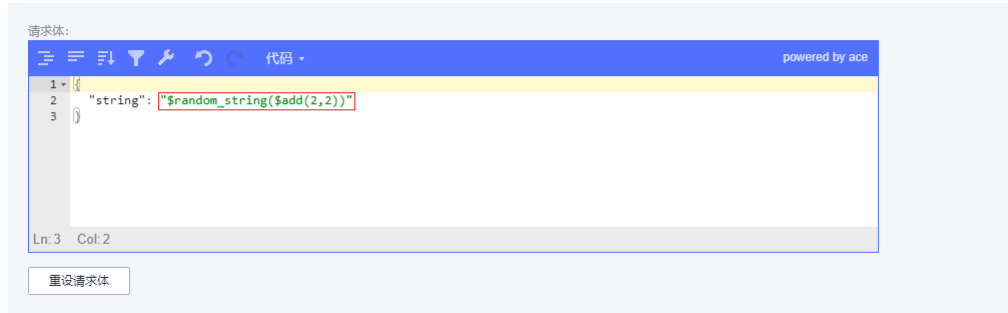 请求体:
代码 powered by ace
1 {
2 "string": "$random_string($add(2,2))"
3 }
Ln: 3 Col: 2
重设请求体